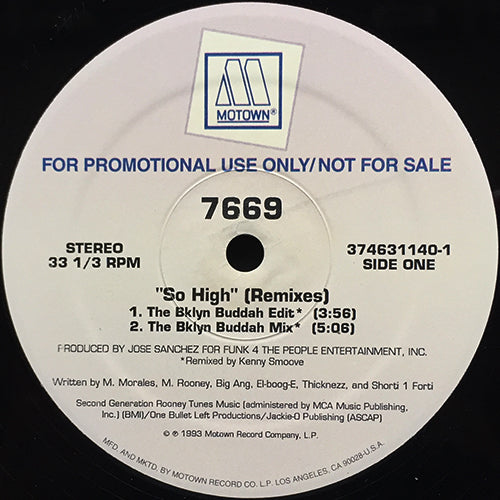 MOTOWN®
FOR PROMOTIONAL USE ONLY/NOT FOR SALE
7669
STEREO
33 1/3 RPM
374631140-1
SIDE ONE
"So High" (Remixes)
1. The Bklyn Buddah Edit* (3:56)
2. The Bklyn Buddah Mix* (5:06)
PRODUCED BY JOSE SANCHEZ FOR FUNK 4 THE PEOPLE ENTERTAINMENT, INC.
*Remixed by Kenny Smoove
Written by M. Morales, M. Rooney, Big Ang, El-boog-E, Thicknezz, and Shorti 1 Forti
Second Generation Rooney Tunes Music (administered by MCA Music Publishing,
Inc.) (BMI)/One Bullet Left Productions/Jackie-O Publishing (ASCAP)
© ℗ 1993 Motown Record Company, L.P.
MFD. AND MKTD. BY MOTOWN RECORD CO. L.P. LOS ANGELES, CA 90028-U.S.A.